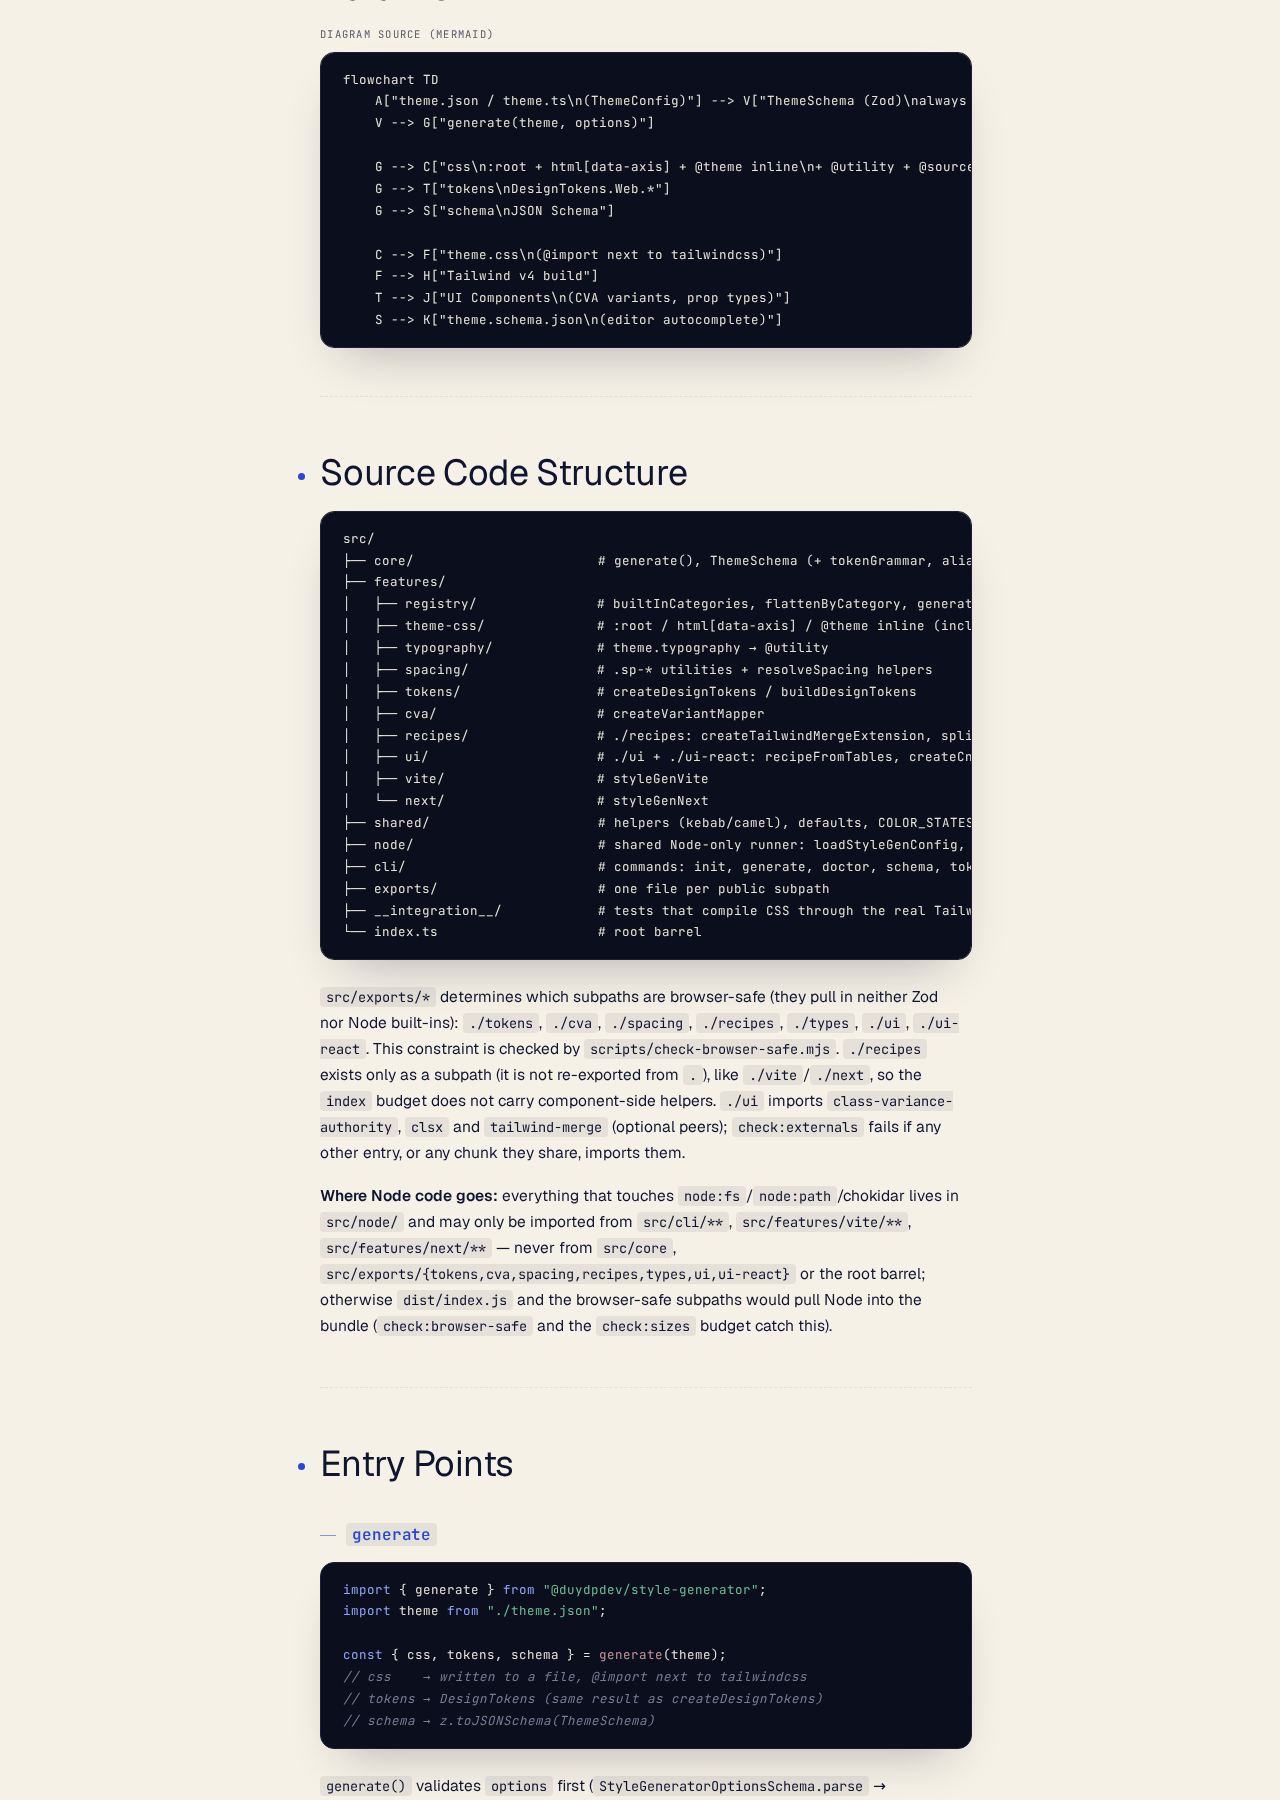 DIAGRAM SOURCE (MERMAID)
flowchart TD
    A["theme.json / theme.ts\n(ThemeConfig)"] --> V["ThemeSchema (Zod)\nalways
    V --> G["generate(theme, options)"]

    G --> C["css\n:root + html[data-axis] + @theme inline\n+ @utility + @source
    G --> T["tokens\nDesignTokens.Web.*"]
    G --> S["schema\nJSON Schema"]

    C --> F["theme.css\n(@import next to tailwindcss)"]
    F --> H["Tailwind v4 build"]
    T --> J["UI Components\n(CVA variants, prop types)"]
    S --> K["theme.schema.json\n(editor autocomplete)"]
Source Code Structure
src/
├── core/                       # generate(), ThemeSchema (+ tokenGrammar, alia
├── features/
│   ├── registry/               # builtInCategories, flattenByCategory, generat
│   ├── theme-css/              # :root / html[data-axis] / @theme inline (incl
│   ├── typography/             # theme.typography → @utility
│   ├── spacing/                # .sp-* utilities + resolveSpacing helpers
│   ├── tokens/                 # createDesignTokens / buildDesignTokens
│   ├── cva/                    # createVariantMapper
│   ├── recipes/                # ./recipes: createTailwindMergeExtension, spli
│   ├── ui/                     # ./ui + ./ui-react: recipeFromTables, createCn
│   ├── vite/                   # styleGenVite
│   └── next/                   # styleGenNext
├── shared/                     # helpers (kebab/camel), defaults, COLOR_STATES
├── node/                       # shared Node-only runner: loadStyleGenConfig,
├── cli/                        # commands: init, generate, doctor, schema, tok
├── exports/                    # one file per public subpath
├── __integration__/            # tests that compile CSS through the real Tailw
└── index.ts                    # root barrel
src/exports/* determines which subpaths are browser-safe (they pull in neither Zod
nor Node built-ins): ./tokens, ./cva, ./spacing, ./recipes, ./types, ./ui, ./ui-
react. This constraint is checked by scripts/check-browser-safe.mjs. ./recipes
exists only as a subpath (it is not re-exported from .), like ./vite/./next, so the
index budget does not carry component-side helpers. ./ui imports class-variance-
authority, clsx and tailwind-merge (optional peers); check:externals fails if any
other entry, or any chunk they share, imports them.
Where Node code goes: everything that touches node:fs/node:path/chokidar lives in
src/node/ and may only be imported from src/cli/**, src/features/vite/**,
src/features/next/** — never from src/core,
src/exports/{tokens,cva,spacing,recipes,types,ui,ui-react} or the root barrel;
otherwise dist/index.js and the browser-safe subpaths would pull Node into the
bundle (check:browser-safe and the check:sizes budget catch this).
Entry Points
— generate
import { generate } from "@duydpdev/style-generator";
import theme from "./theme.json";

const { css, tokens, schema } = generate(theme);
// css    → written to a file, @import next to tailwindcss
// tokens → DesignTokens (same result as createDesignTokens)
// schema → z.toJSONSchema(ThemeSchema)
generate() validates options first (StyleGeneratorOptionsSchema.parse →